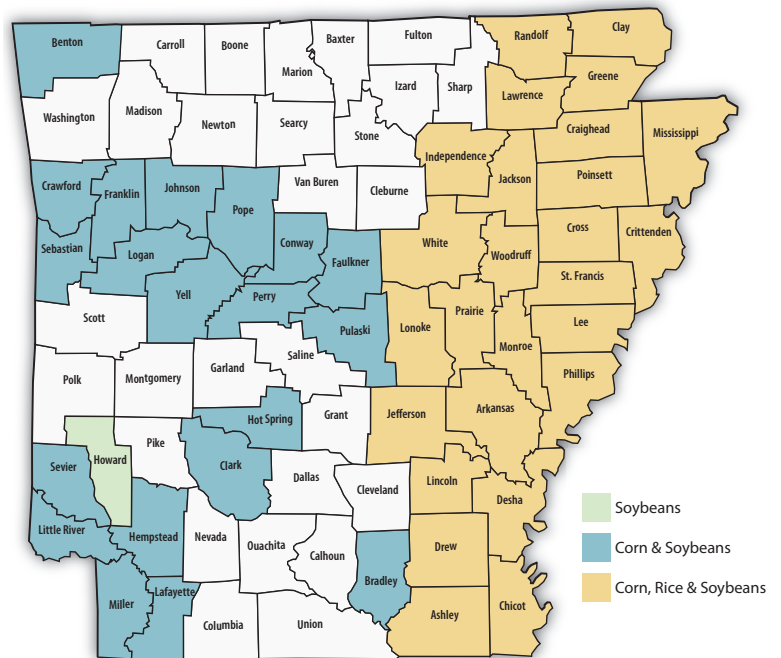 Benton
Carroll
Boone
Baxter
Fulton
Randolf
Clay
Marion
Izard
Sharp
Lawrence
Greene
Washington
Madison
Newton
Searcy
Stone
Craighead
Mississippi
Independence
Jackson
Poinsett
Crawford
Franklin
Johnson
Pope
Van Buren
Cleburne
Sebastian
Logan
Conway
Faulkner
White
Woodruff
Cross
Crittenden
Yell
Perry
St. Francis
Scott
Pulaski
Lonoke
Prairie
Monroe
Lee
Polk
Montgomery
Garland
Saline
Phillips
Hot Spring
Grant
Jefferson
Arkansas
Sevier
Howard
Pike
Clark
Dallas
Cleveland
Lincoln
Desha
Little River
Hempstead
Nevada
Ouachita
Calhoun
Bradley
Drew
Miller
Lafayette
Columbia
Union
Ashley
Chicot
Soybeans
Corn & Soybeans
Corn, Rice & Soybeans